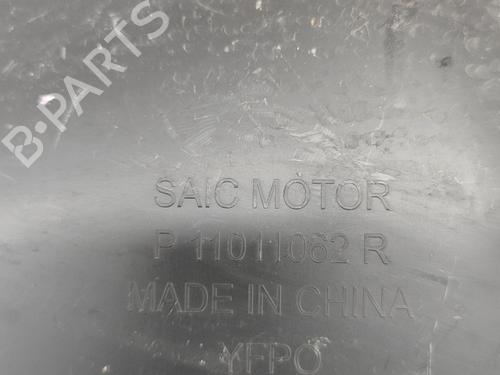 B-PARTS
SAIC MOTOR
P 11011062 R
MADE IN CHINA
YFPO